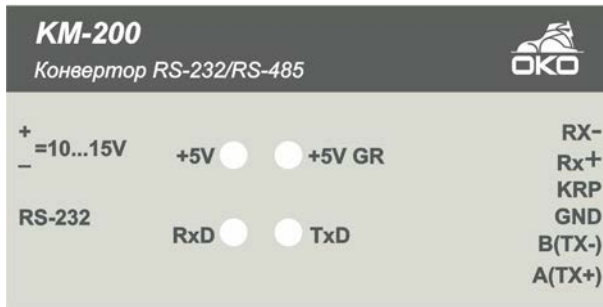 KM-200
Конвертор RS-232/RS-485
ОКО
+
– =10...15V
+5V
+5V GR
RX-
Rx+
KRP
GND
RS-232
RxD
TxD
B(TX-)
A(TX+)